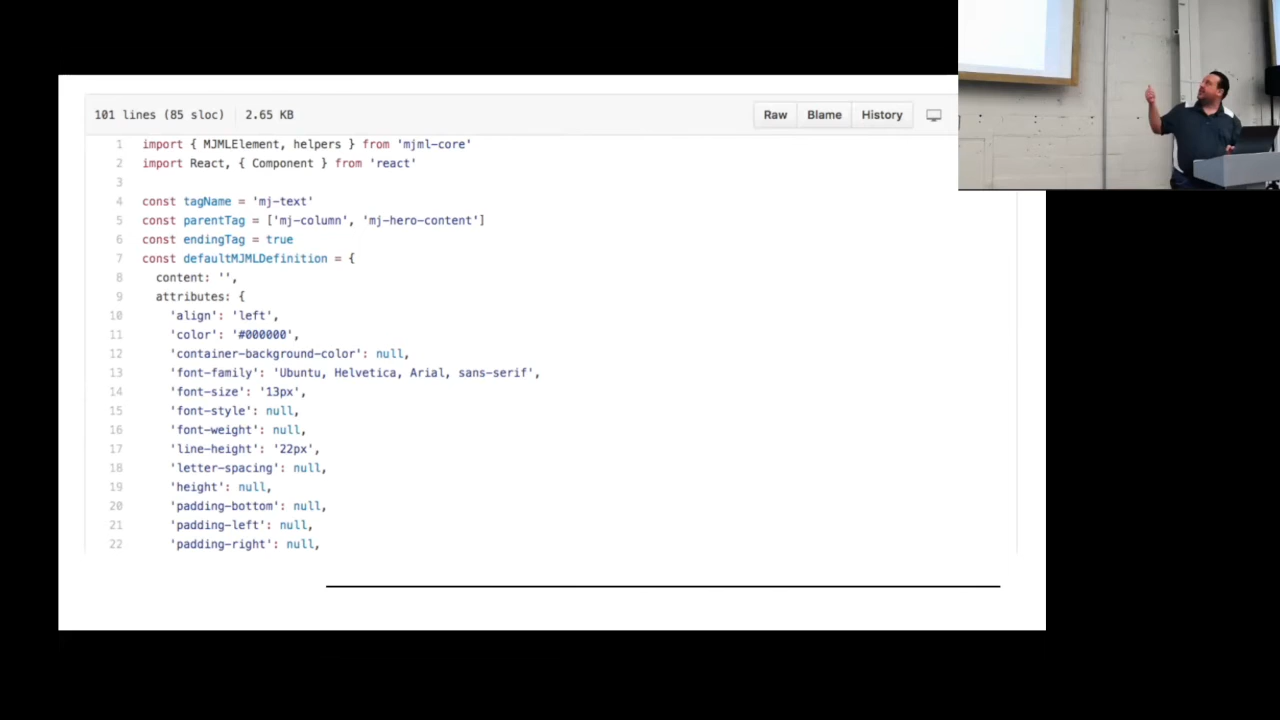 101 lines (85 sloc) 2.65 KB
Raw Blame History
1 import { MJMLElement, helpers } from 'mjml-core'
2 import React, { Component } from 'react'
3
4 const tagName = 'mj-text'
5 const parentTag = ['mj-column', 'mj-hero-content']
6 const endingTag = true
7 const defaultMJMLDefinition = {
8 content: '',
9 attributes: {
10 'align': 'left',
11 'color': '#000000',
12 'container-background-color': null,
13 'font-family': 'Ubuntu, Helvetica, Arial, sans-serif',
14 'font-size': '13px',
15 'font-style': null,
16 'font-weight': null,
17 'line-height': '22px',
18 'letter-spacing': null,
19 'height': null,
20 'padding-bottom': null,
21 'padding-left': null,
22 'padding-right': null,